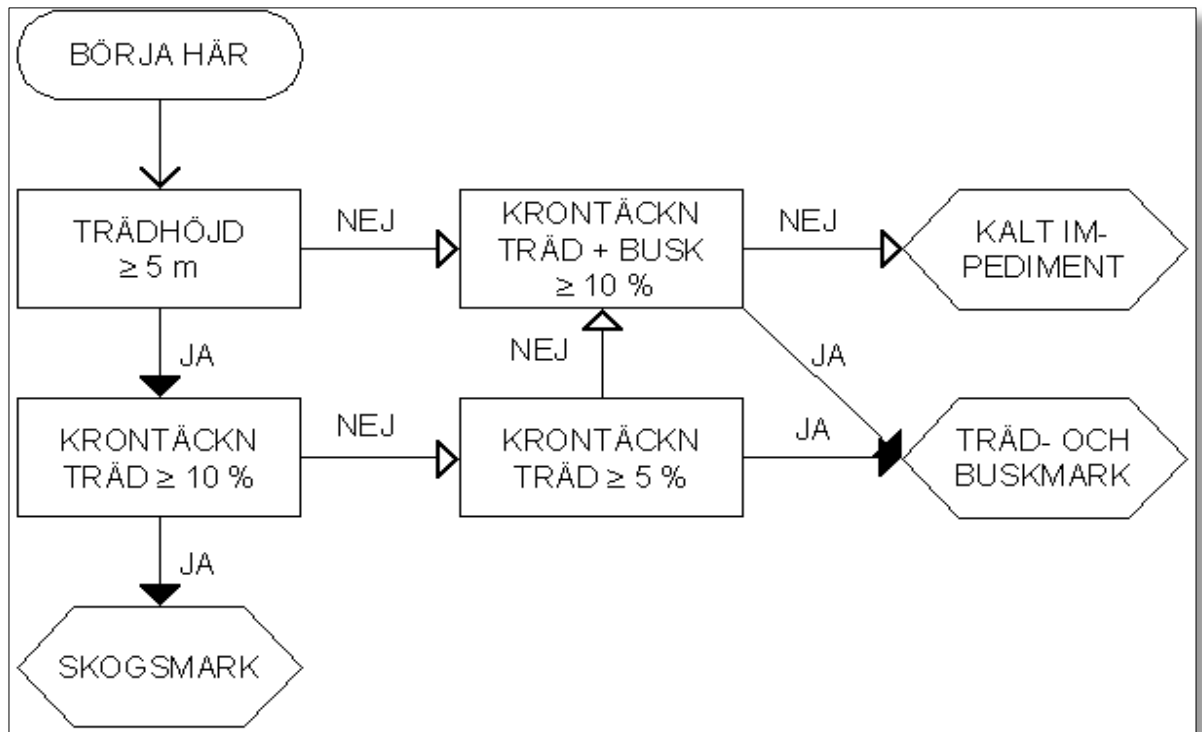 BÖRJA HÄR
TRÄDHÖJD
≥ 5 m
NEJ
KRONTÄCKN
TRÄD + BUSK
≥ 10 %
NEJ
KALT IM-
PEDIMENT
JA
NEJ
JA
KRONTÄCKN
TRÄD ≥ 10 %
NEJ
KRONTÄCKN
TRÄD ≥ 5 %
JA
TRÄD- OCH
BUSKMARK
JA
SKOGSMARK